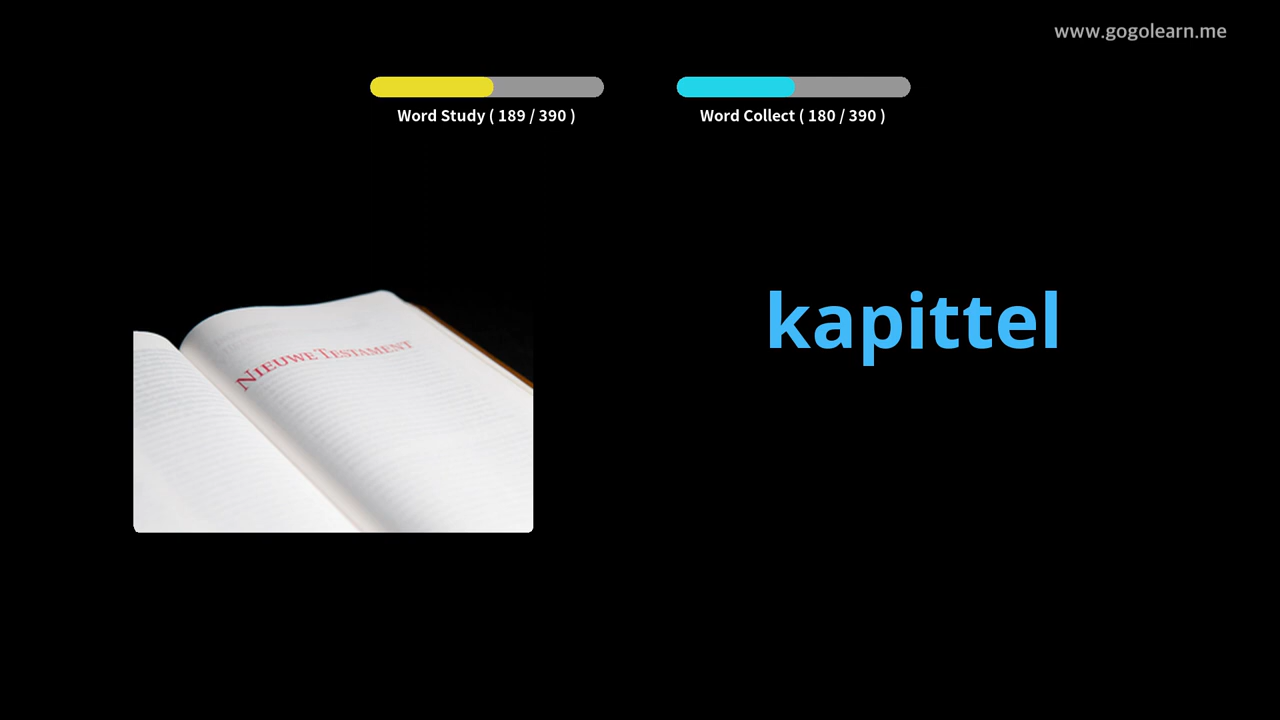 www.gogolearn.me
Word Study ( 189 / 390 )
Word Collect ( 180 / 390 )
kapittel
NIEUWE TESTAMENT